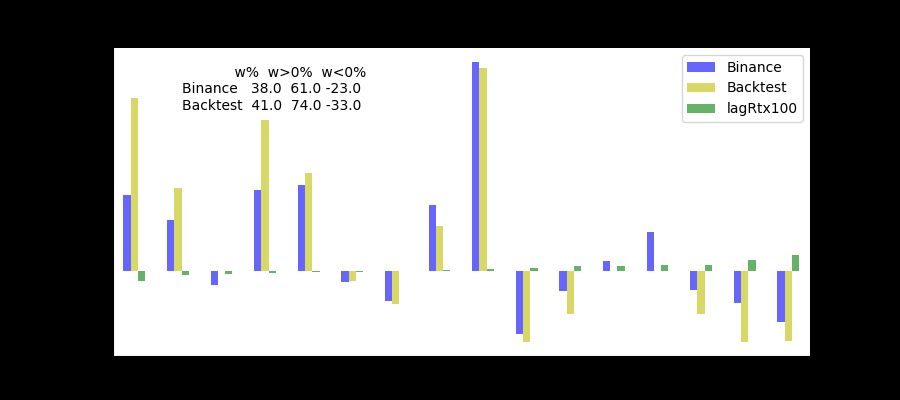 w%  w>0%  w<0%
Binance   38.0  61.0 -23.0
Backtest  41.0  74.0 -33.0
Binance
Backtest
lagRtx100